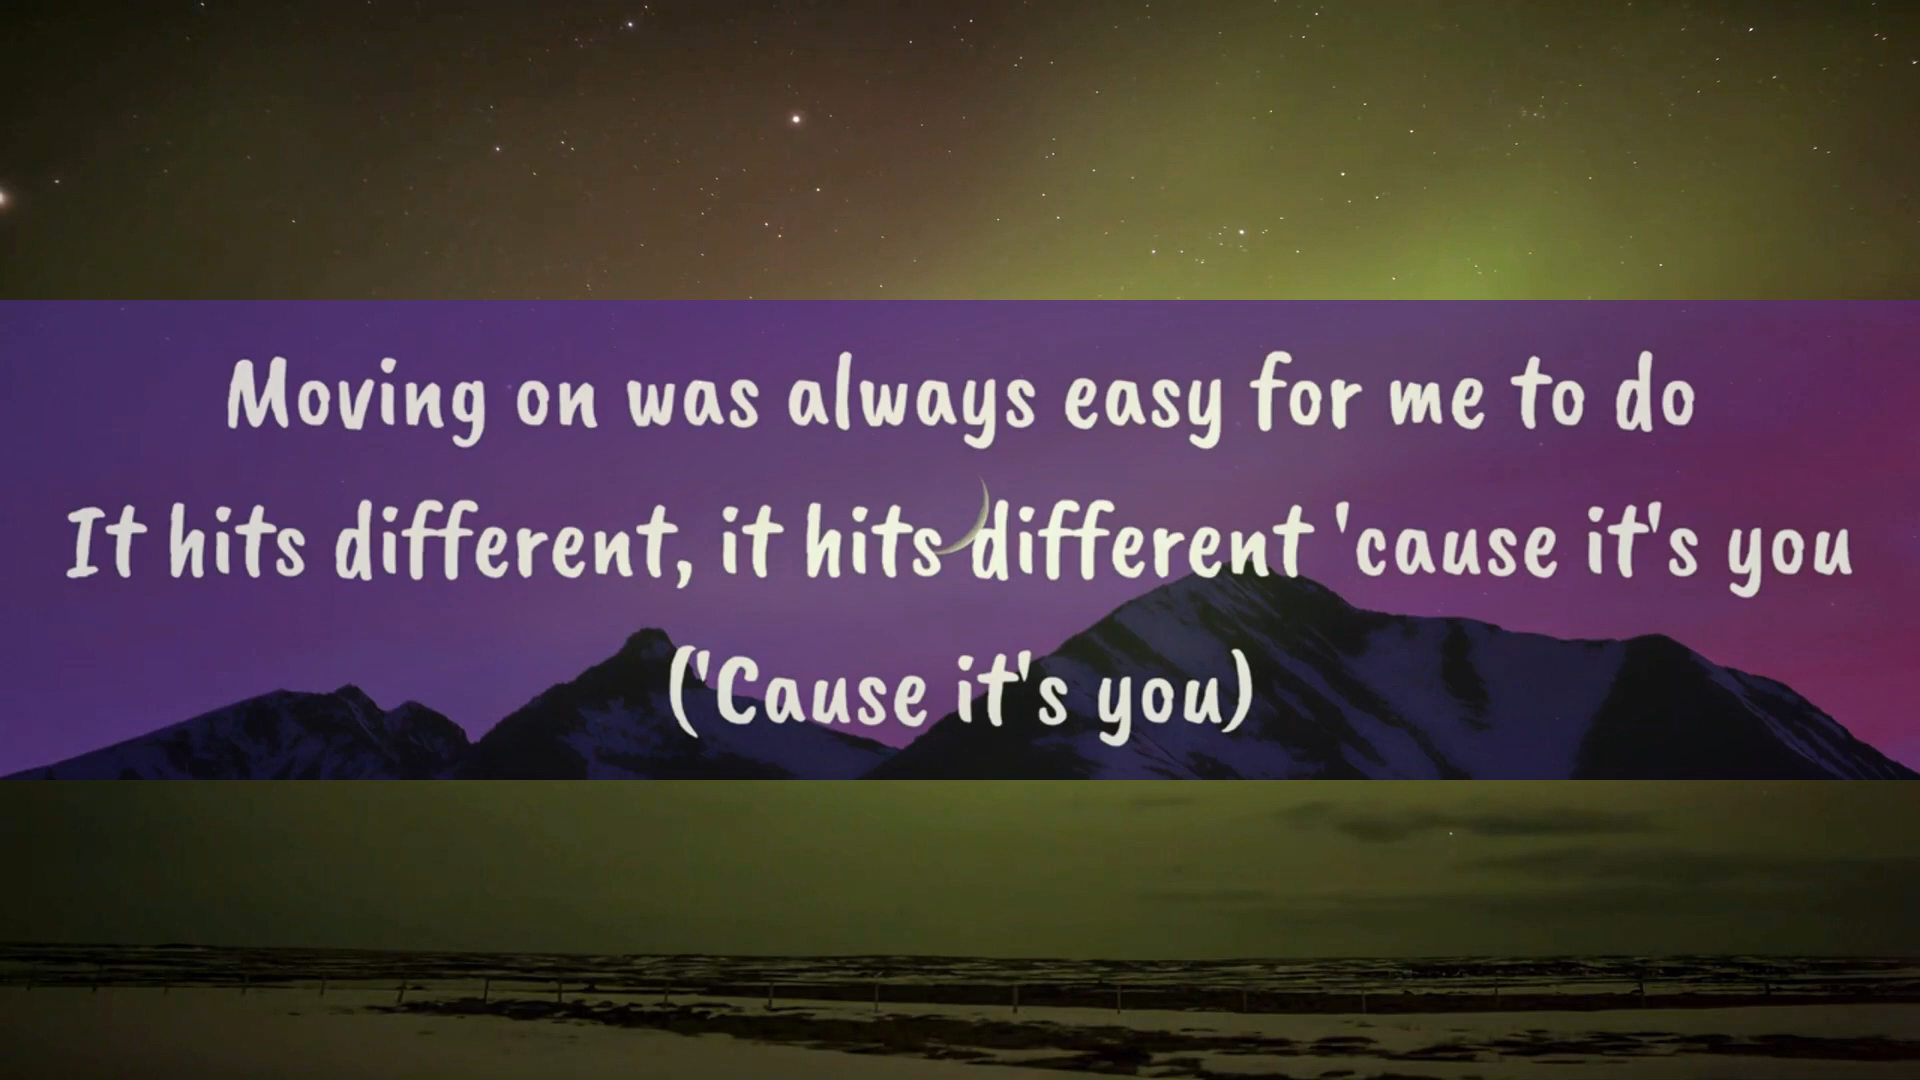 Moving on was always easy for me to do
It hits different, it hits different 'cause it's you
('Cause it's you)